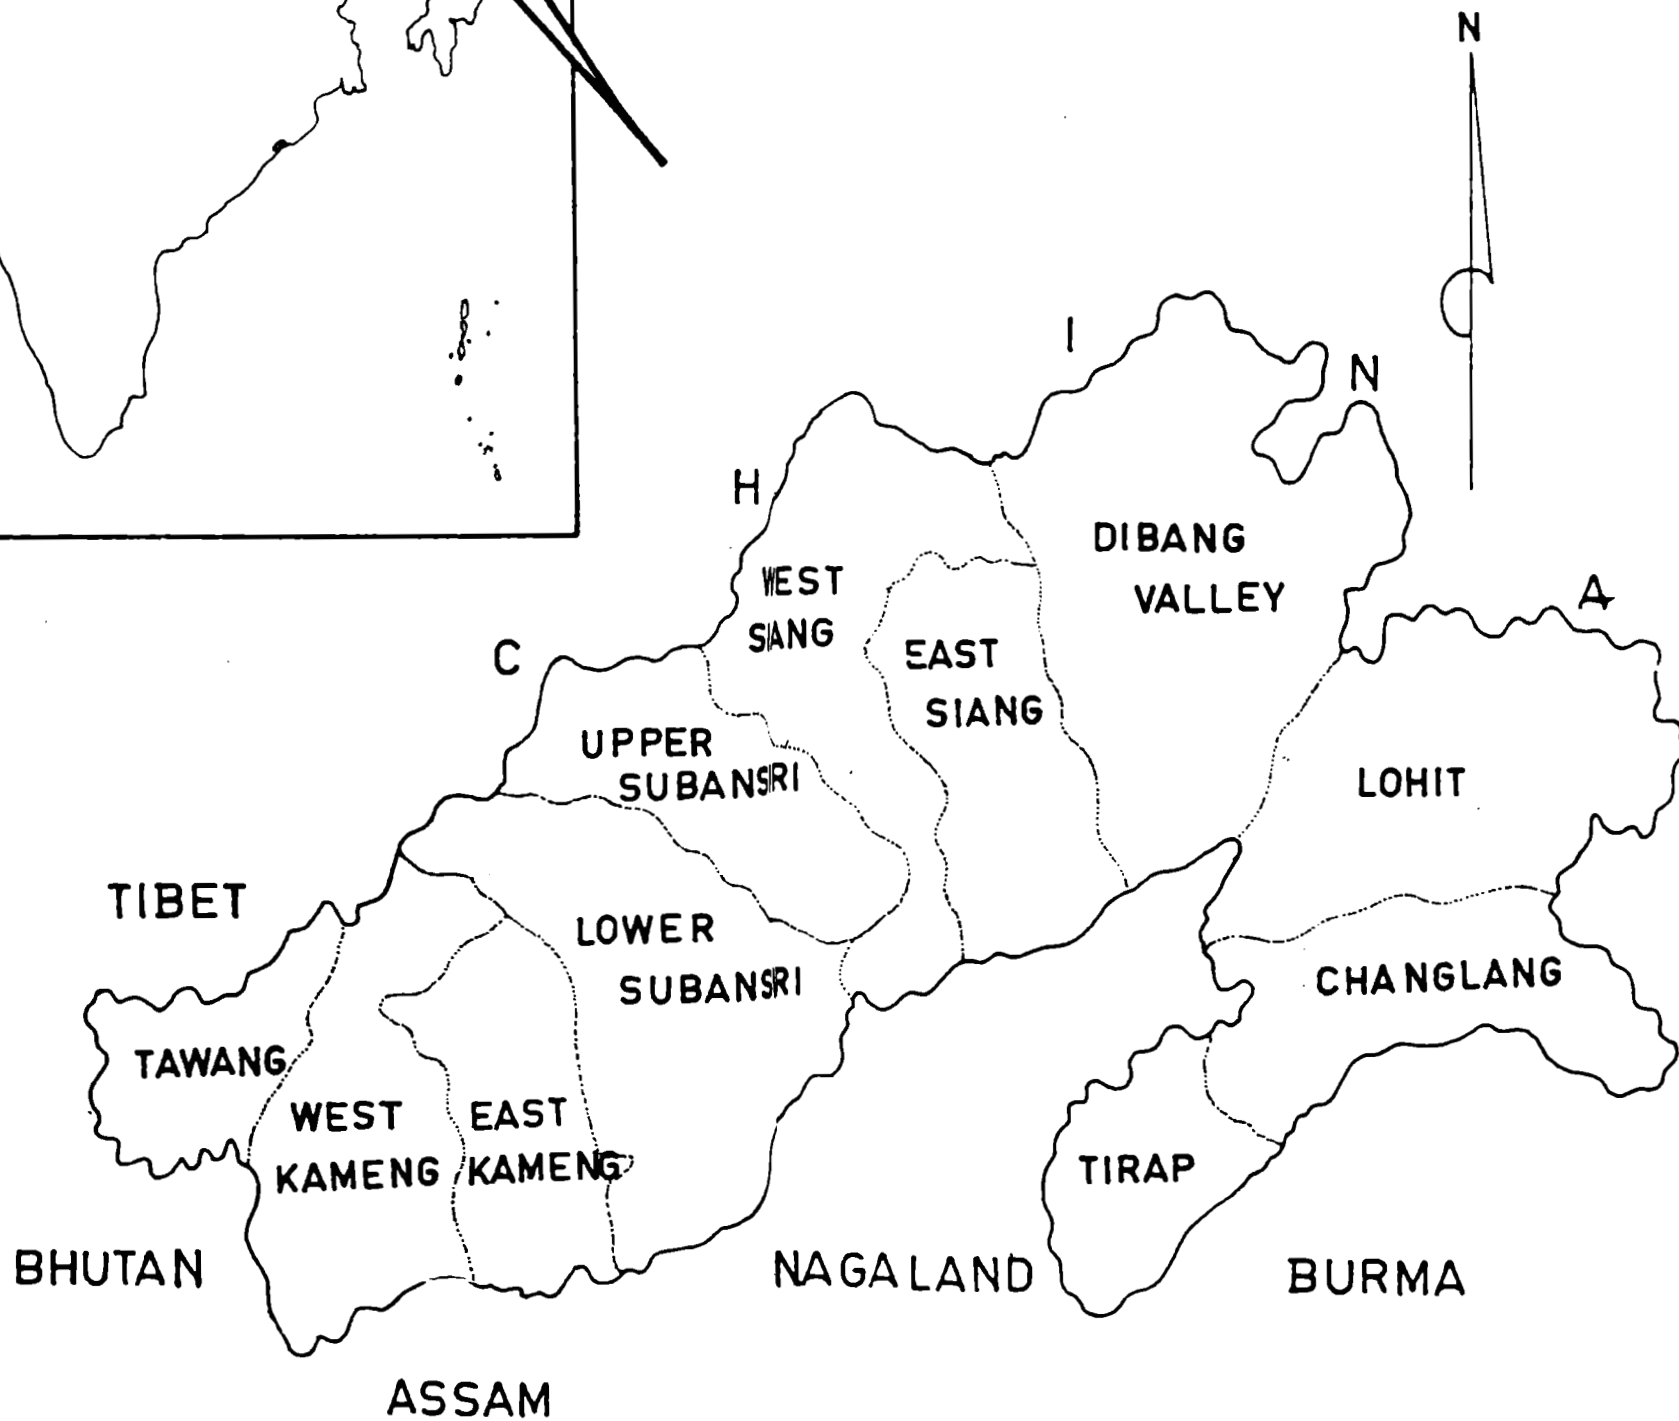 N
C H I N A
DIBANG
VALLEY
WEST
SIANG
EAST
SIANG
UPPER
SUBANSIRI
LOHIT
TIBET
LOWER
SUBANSRI
CHANGLANG
TAWANG
WEST
KAMENG
EAST
KAMENG
TIRAP
BHUTAN
NAGALAND
BURMA
ASSAM